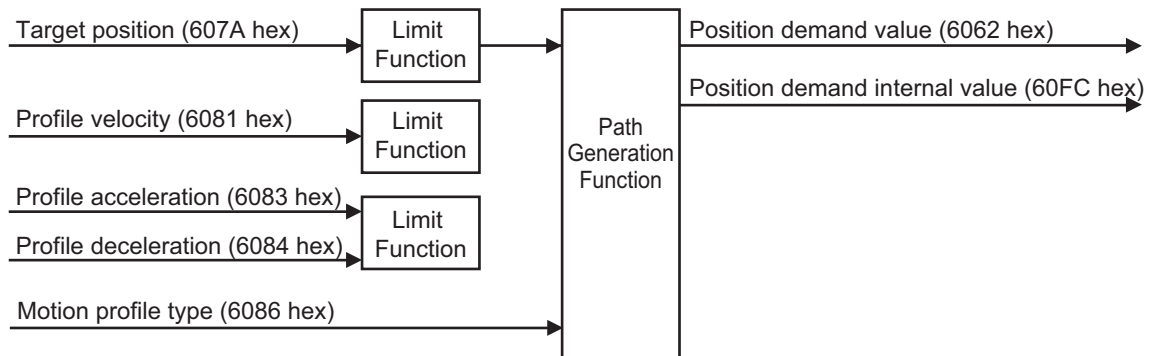 Target position (607A hex)
Limit
Function
Position demand value (6062 hex)
Position demand internal value (60FC hex)
Profile velocity (6081 hex)
Limit
Function
Path
Generation
Function
Profile acceleration (6083 hex)
Profile deceleration (6084 hex)
Limit
Function
Motion profile type (6086 hex)